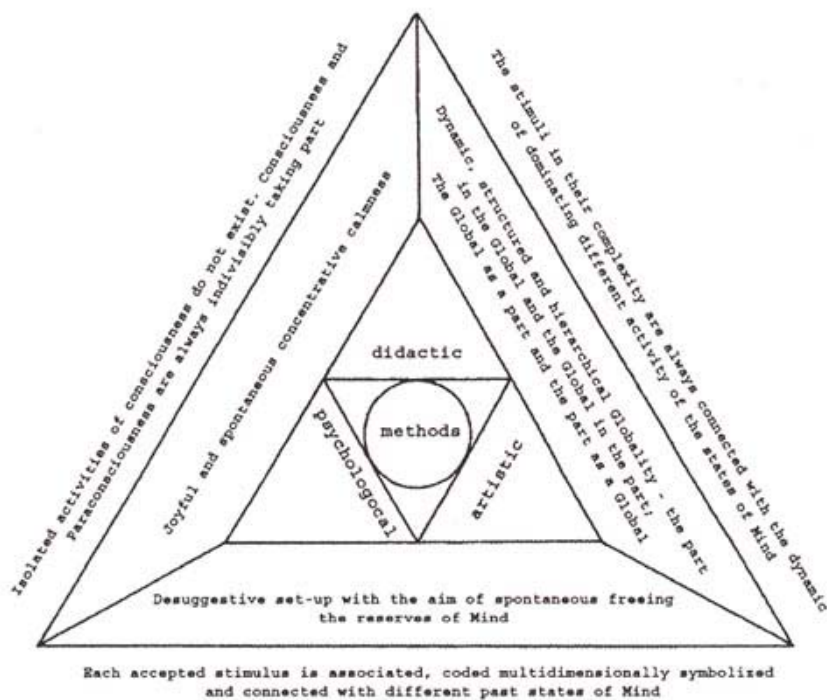 Isolated activities of consciousness do not exist. Consciousness and
Paraconsciousness are always indivisibly taking part
The stimuli in their complexity are always connected with the dynamic
of dominating different activity of the states of Mind
Joyful and spontaneous concentrative calmness
Dynamic, structured and hierarchical Globality - the part
in the Global and the Global in the part;
The Global as a part and the part as a Global
didactic
methods
psychologocal
artistic
Desuggestive set-up with the aim of spontaneous freeing
the reserves of Mind
Each accepted stimulus is associated, coded multidimensionally symbolized
and connected with different past states of Mind